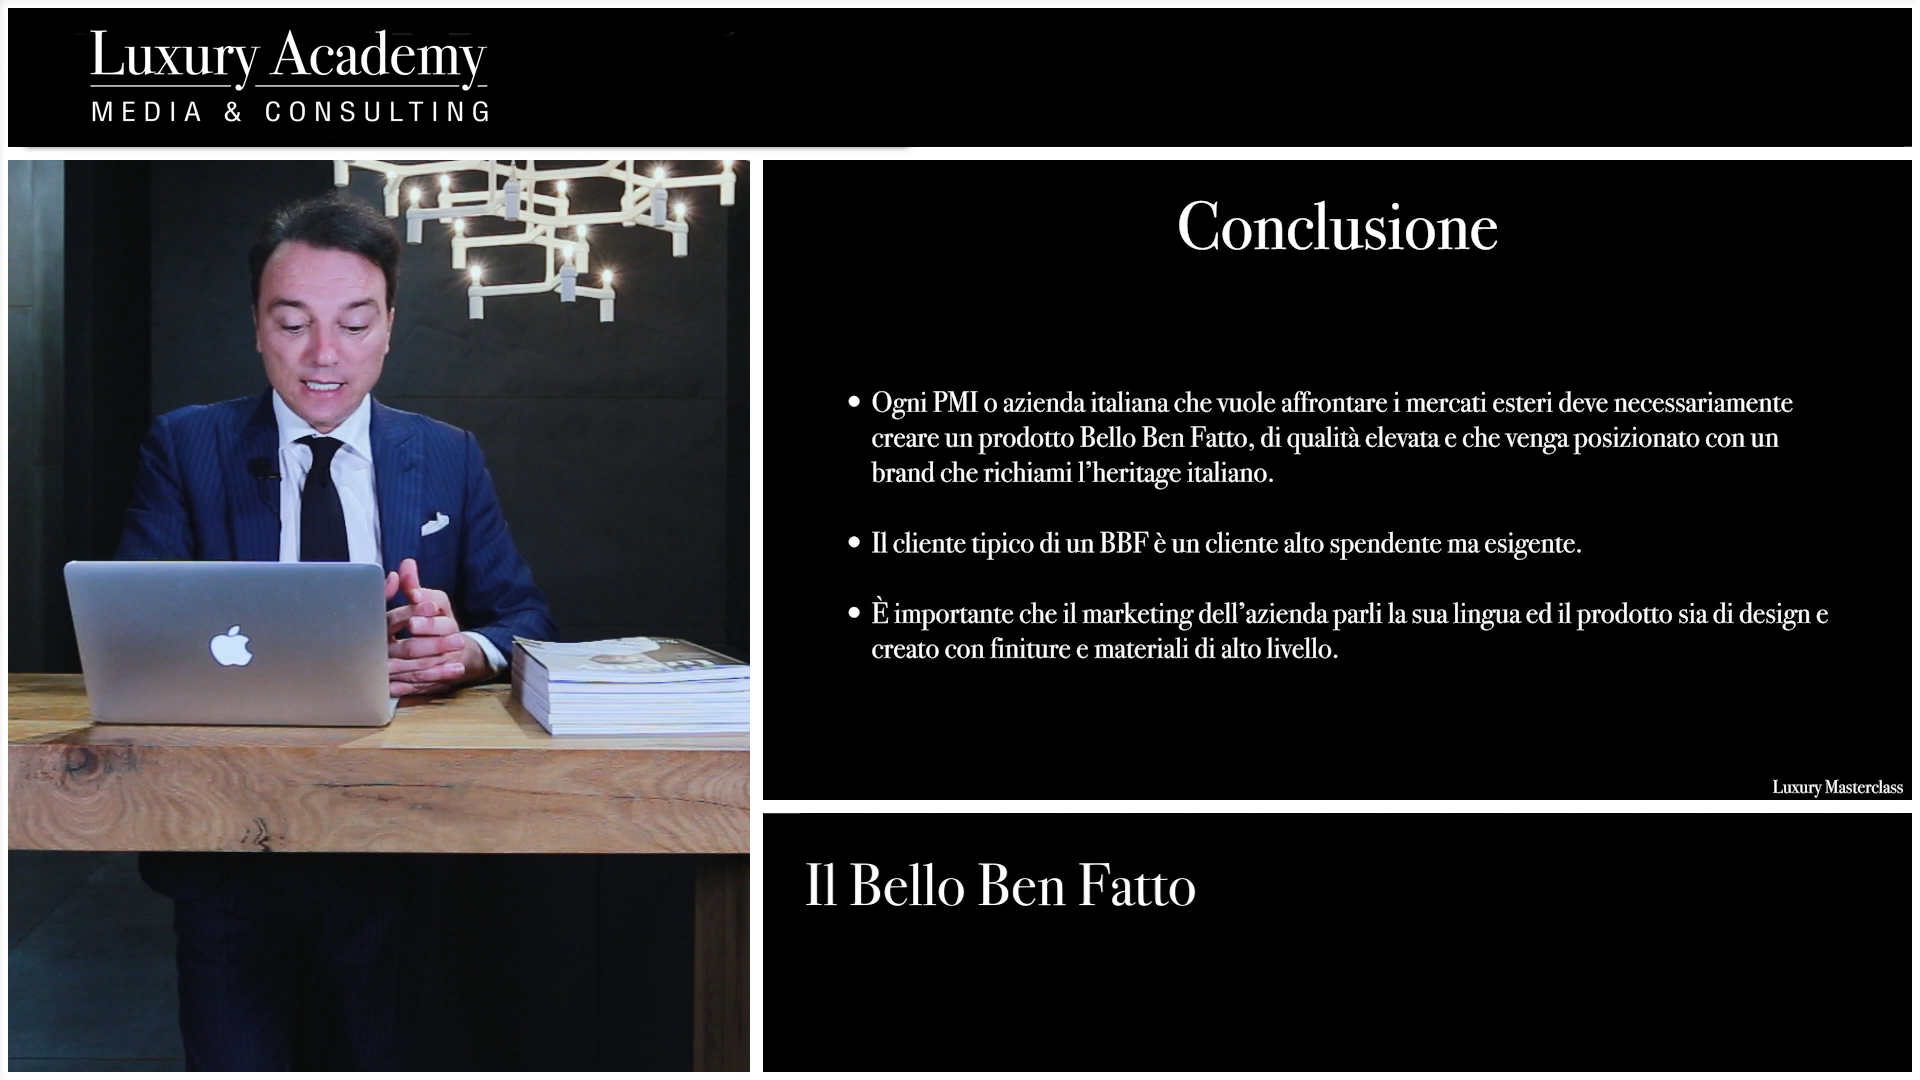 Luxury Academy
MEDIA & CONSULTING
Conclusione
• Ogni PMI o azienda italiana che vuole affrontare i mercati esteri deve necessariamente
creare un prodotto Bello Ben Fatto, di qualità elevata e che venga posizionato con un
brand che richiami l’heritage italiano.
• Il cliente tipico di un BBF è un cliente alto spendente ma esigente.
• È importante che il marketing dell’azienda parli la sua lingua ed il prodotto sia di design e
creato con finiture e materiali di alto livello.
Luxury Masterclass
Il Bello Ben Fatto